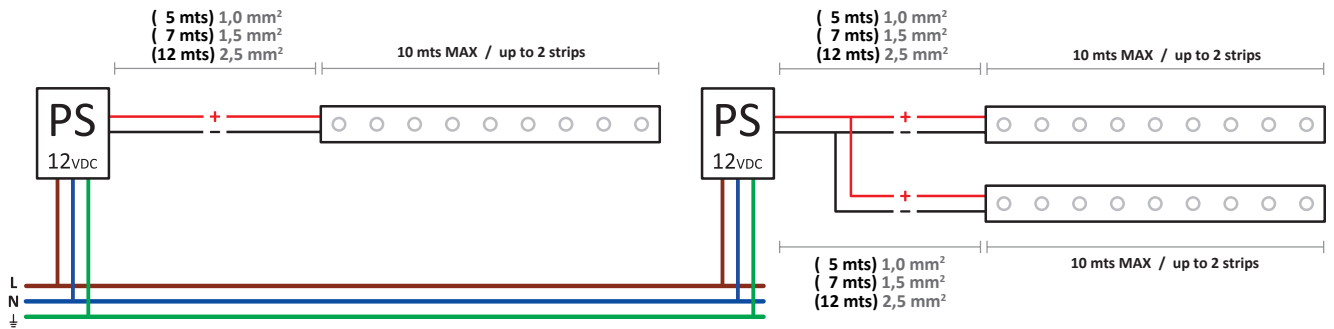 ( 5 mts) 1,0 mm²
( 7 mts) 1,5 mm²
(12 mts) 2,5 mm²
10 mts MAX / up to 2 strips
PS
12VDC
+
–
( 5 mts) 1,0 mm²
( 7 mts) 1,5 mm²
(12 mts) 2,5 mm²
10 mts MAX / up to 2 strips
PS
12VDC
+
–
+
–
( 5 mts) 1,0 mm²
( 7 mts) 1,5 mm²
(12 mts) 2,5 mm²
10 mts MAX / up to 2 strips
L
N
⏚